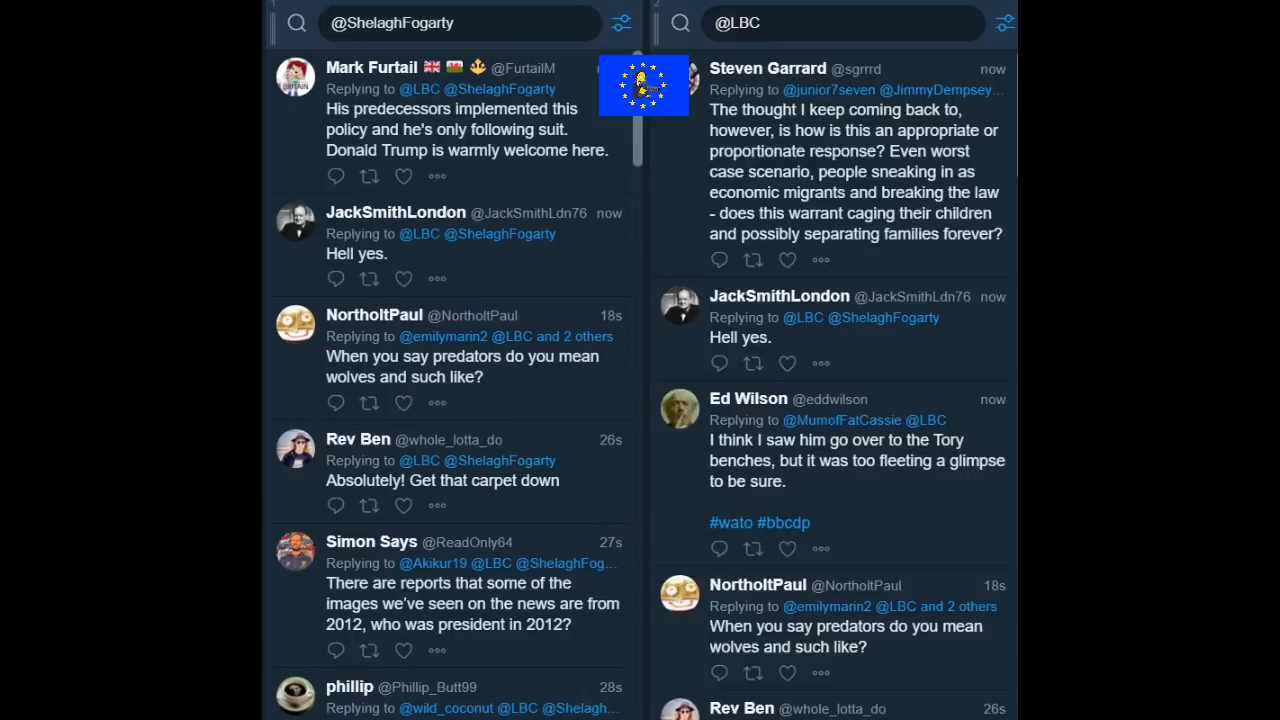 1
@ShelaghFogarty
Mark Furtail 🇬🇧 🏴󠁧󠁢󠁷󠁬󠁳󠁿 @FurtailM
Replying to @LBC @ShelaghFogarty
His predecessors implemented this
policy and he's only following suit.
Donald Trump is warmly welcome here.
JackSmithLondon @JackSmithLdn76 now
Replying to @LBC @ShelaghFogarty
Hell yes.
NortholtPaul @NortholtPaul 18s
Replying to @emilymarin2 @LBC and 2 others
When you say predators do you mean
wolves and such like?
Rev Ben @whole_lotta_do 26s
Replying to @LBC @ShelaghFogarty
Absolutely! Get that carpet down
Simon Says @ReadOnly64 27s
Replying to @Akikur19 @LBC @ShelaghFog…
There are reports that some of the
images we've seen on the news are from
2012, who was president in 2012?
phillip @Phillip_Butt99 28s
Replying to @wild_coconut @LBC @Shelagh…
2
@LBC
Steven Garrard @sgrrrd now
Replying to @junior7seven @JimmyDempsey…
The thought I keep coming back to,
however, is how is this an appropriate or
proportionate response? Even worst
case scenario, people sneaking in as
economic migrants and breaking the law
- does this warrant caging their children
and possibly separating families forever?
JackSmithLondon @JackSmithLdn76 now
Replying to @LBC @ShelaghFogarty
Hell yes.
Ed Wilson @eddwilson now
Replying to @MumofFatCassie @LBC
I think I saw him go over to the Tory
benches, but it was too fleeting a glimpse
to be sure.
#wato #bbcdp
NortholtPaul @NortholtPaul 18s
Replying to @emilymarin2 @LBC and 2 others
When you say predators do you mean
wolves and such like?
Rev Ben @whole_lotta_do 26s